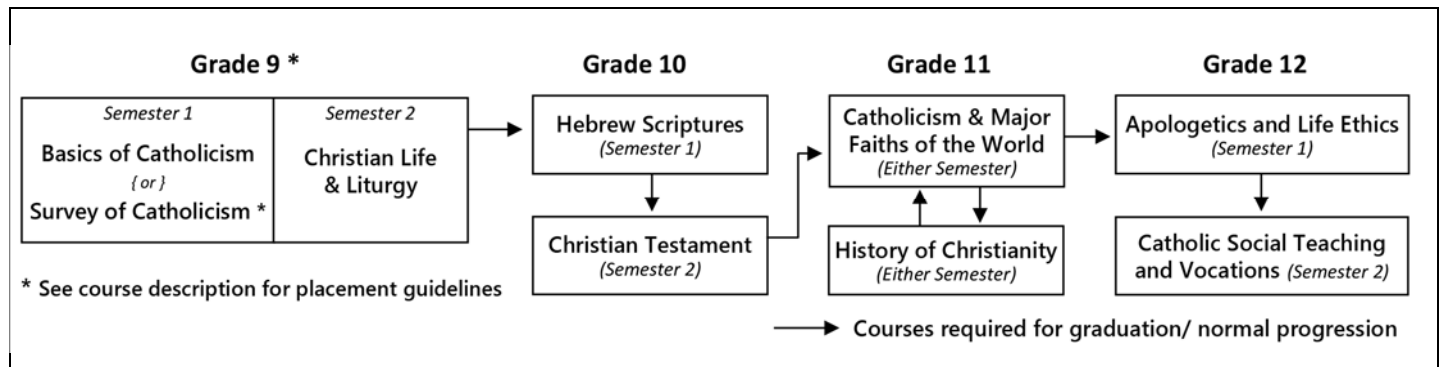 Grade 9 *
Semester 1
Basics of Catholicism
{ or }
Survey of Catholicism *
Semester 2
Christian Life
& Liturgy
* See course description for placement guidelines
Grade 10
Hebrew Scriptures
(Semester 1)
Christian Testament
(Semester 2)
Grade 11
Catholicism & Major
Faiths of the World
(Either Semester)
History of Christianity
(Either Semester)
Grade 12
Apologetics and Life Ethics
(Semester 1)
Catholic Social Teaching
and Vocations (Semester 2)
Courses required for graduation/ normal progression